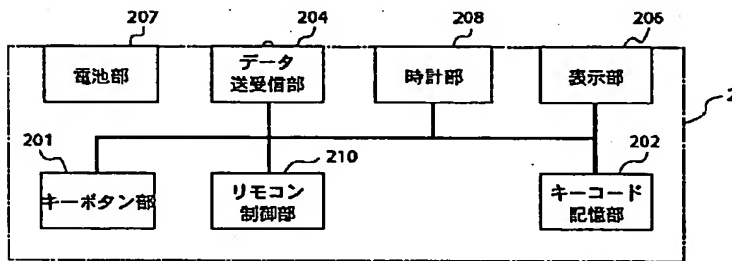 207
204
208
206
電池部
データ
送受信部
時計部
表示部
2
201
210
202
キーボタン部
リモコン
制御部
キーコード
記憶部